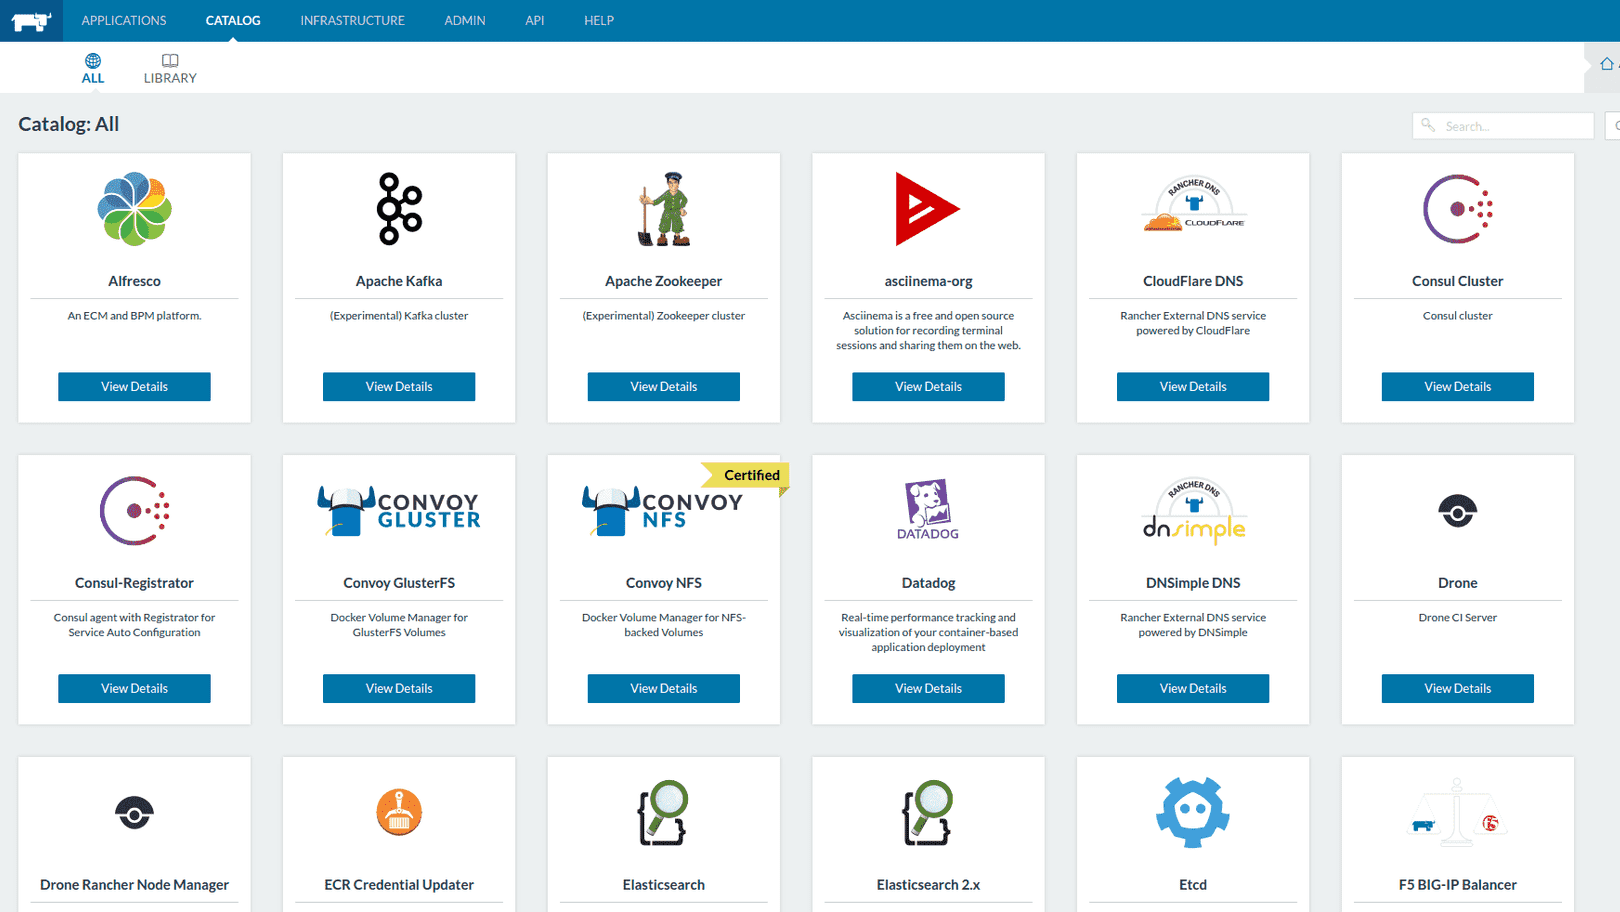 APPLICATIONS CATALOG INFRASTRUCTURE ADMIN API HELP
ALL LIBRARY
Catalog: All
Search...
RANCHER DNS
CLOUDFLARE
Alfresco
An ECM and BPM platform.
View Details
Apache Kafka
(Experimental) Kafka cluster
View Details
Apache Zookeeper
(Experimental) Zookeeper cluster
View Details
asciinema-org
Asciinema is a free and open source
solution for recording terminal
sessions and sharing them on the web.
View Details
CloudFlare DNS
Rancher External DNS service
powered by CloudFlare
View Details
Consul Cluster
Consul cluster
View Details
Consul-Registrator
Consul agent with Registrator for
Service Auto Configuration
View Details
CONVOY
GLUSTER
Convoy GlusterFS
Docker Volume Manager for
GlusterFS Volumes
View Details
Certified
CONVOY
NFS
Convoy NFS
Docker Volume Manager for NFS-
backed Volumes
View Details
DATADOG
Datadog
Real-time performance tracking and
visualization of your container-based
application deployment
View Details
RANCHER DNS
dnsimple
DNSimple DNS
Rancher External DNS service
powered by DNSimple
View Details
Drone
Drone CI Server
View Details
Drone Rancher Node Manager
ECR Credential Updater
Elasticsearch
Elasticsearch 2.x
Etcd
F5 BIG-IP Balancer